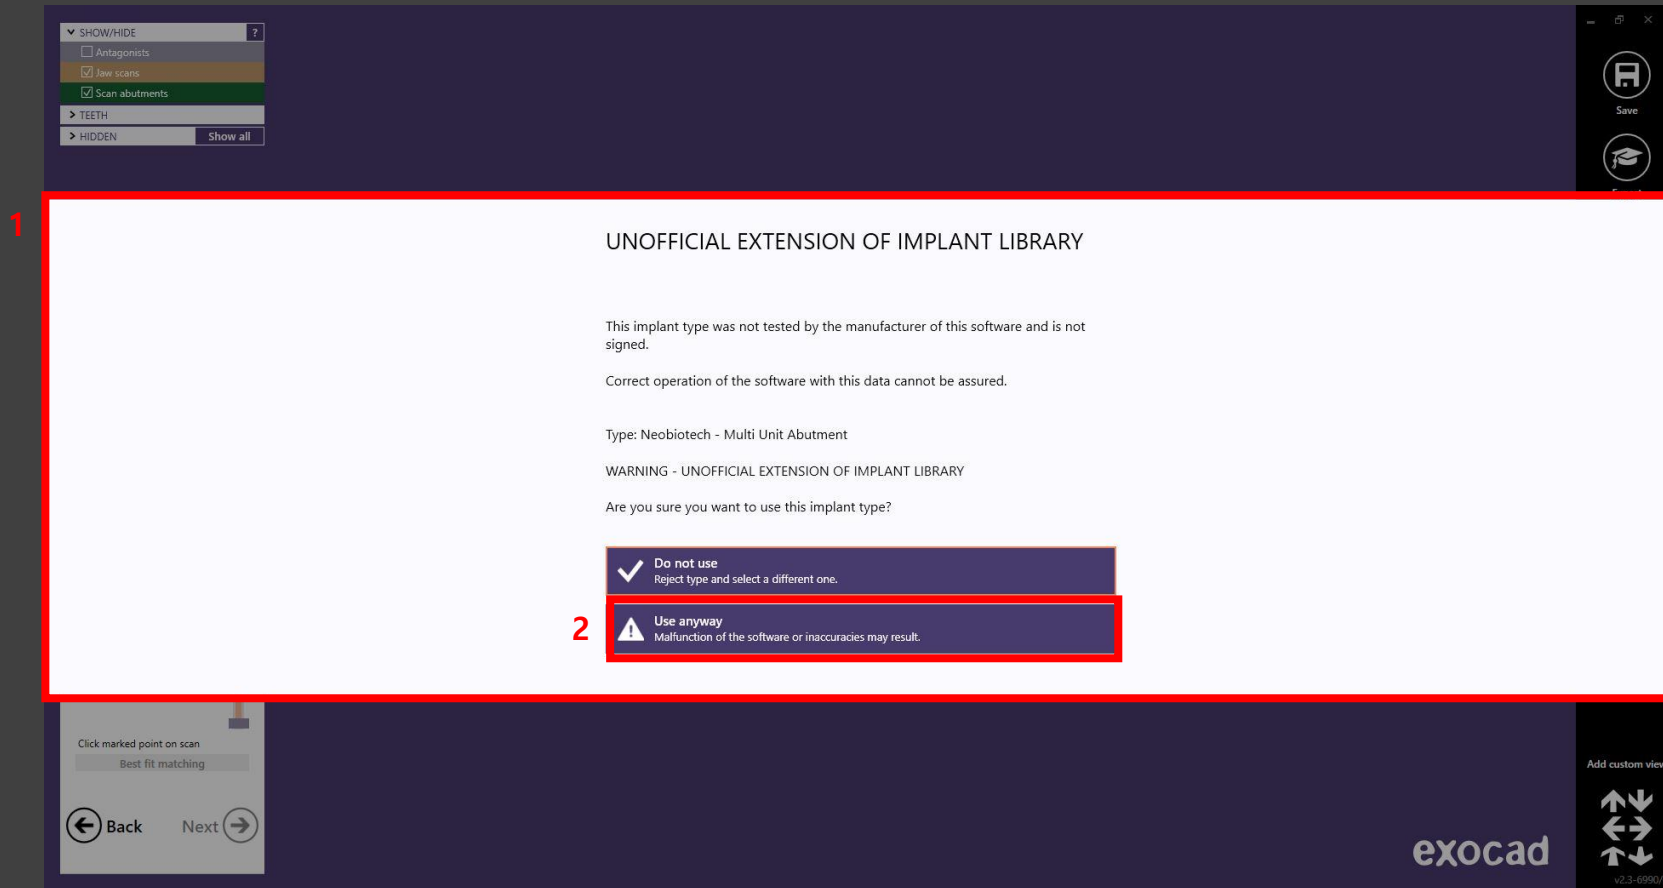 SHOW/HIDE ?
Antagonists
Jaw scans
Scan abutments
TEETH
HIDDEN Show all
Save
1
UNOFFICIAL EXTENSION OF IMPLANT LIBRARY
This implant type was not tested by the manufacturer of this software and is not
signed.
Correct operation of the software with this data cannot be assured.
Type: Neobiotech - Multi Unit Abutment
WARNING - UNOFFICIAL EXTENSION OF IMPLANT LIBRARY
Are you sure you want to use this implant type?
Do not use
Reject type and select a different one.
2
Use anyway
Malfunction of the software or inaccuracies may result.
Click marked point on scan
Best fit matching
Back Next
Add custom view
exocad
v2.3-6990/